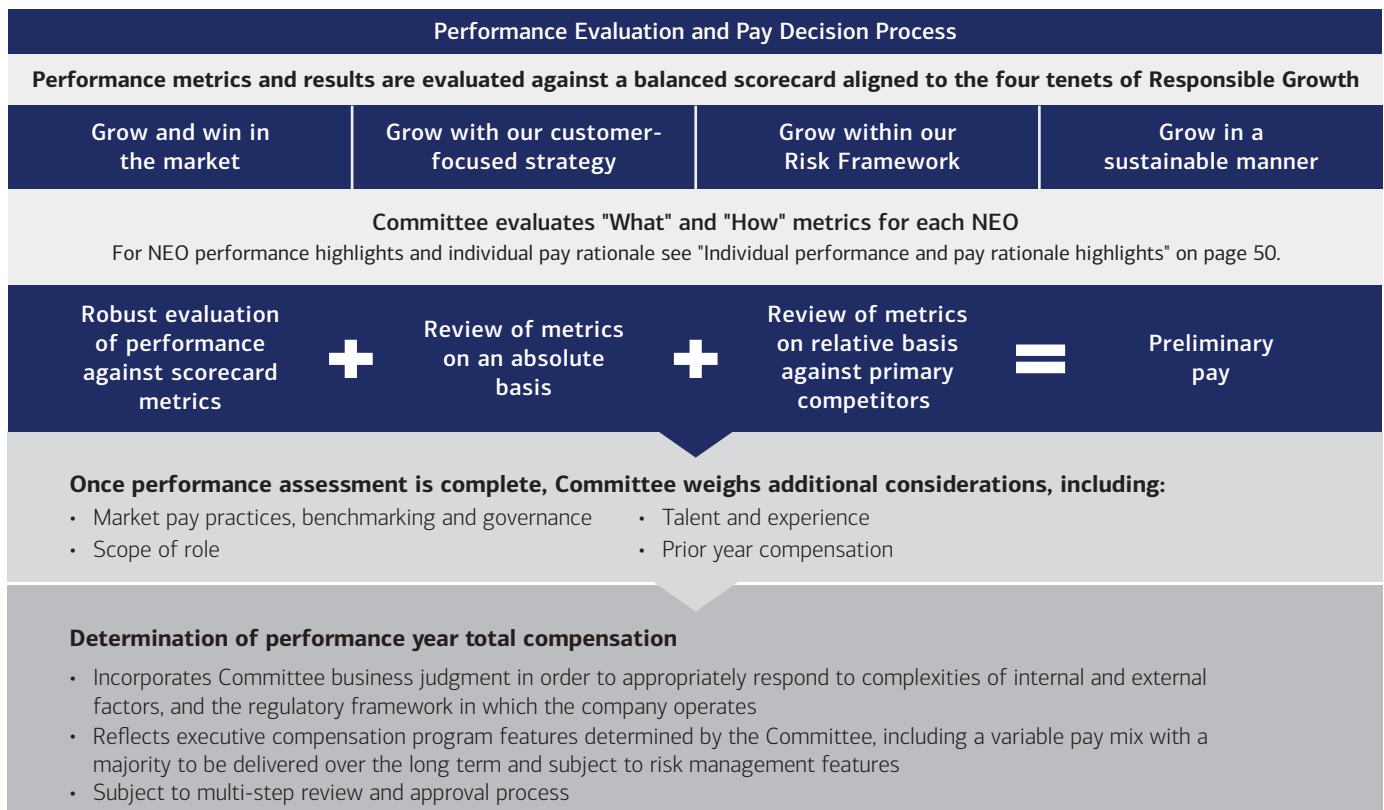 Performance Evaluation and Pay Decision Process
Performance metrics and results are evaluated against a balanced scorecard aligned to the four tenets of Responsible Growth
Grow and win in
the market
Grow with our customer-
focused strategy
Grow within our
Risk Framework
Grow in a
sustainable manner
Committee evaluates "What" and "How" metrics for each NEO
For NEO performance highlights and individual pay rationale see "Individual performance and pay rationale highlights" on page 50.
Robust evaluation
of performance
against scorecard
metrics
+
Review of metrics
on an absolute
basis
+
Review of metrics
on relative basis
against primary
competitors
=
Preliminary
pay
Once performance assessment is complete, Committee weighs additional considerations, including:
• Market pay practices, benchmarking and governance
• Scope of role
• Talent and experience
• Prior year compensation
Determination of performance year total compensation
• Incorporates Committee business judgment in order to appropriately respond to complexities of internal and external
factors, and the regulatory framework in which the company operates
• Reflects executive compensation program features determined by the Committee, including a variable pay mix with a
majority to be delivered over the long term and subject to risk management features
• Subject to multi-step review and approval process